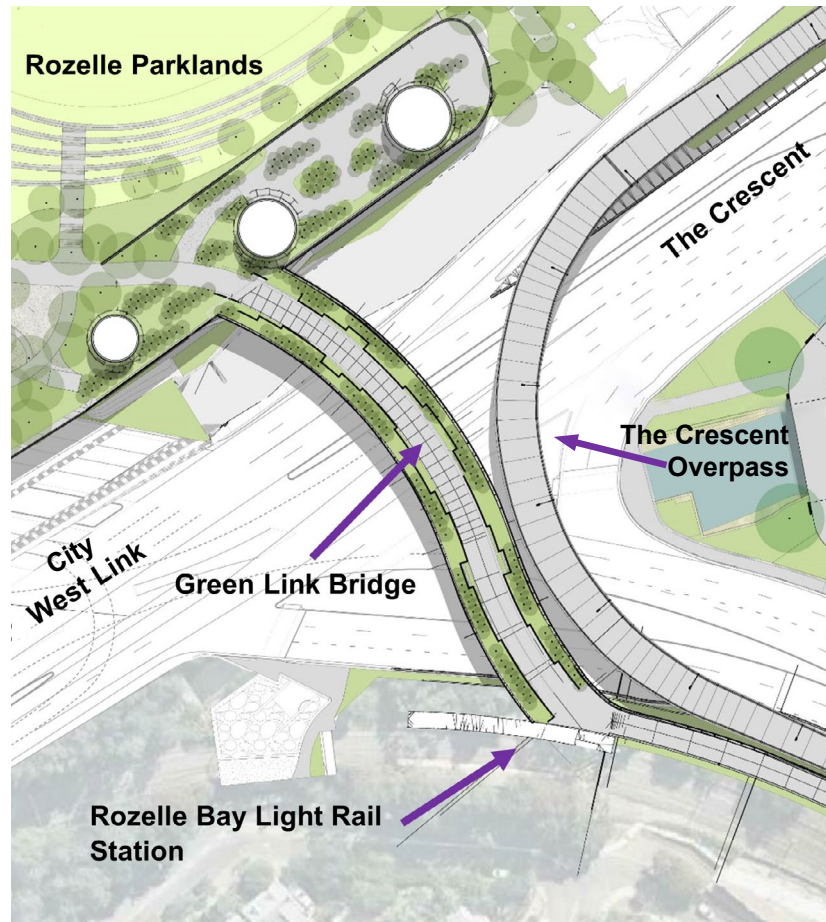 Rozelle Parklands
The Crescent
The Crescent
Overpass
City
West Link
Green Link Bridge
Rozelle Bay Light Rail
Station